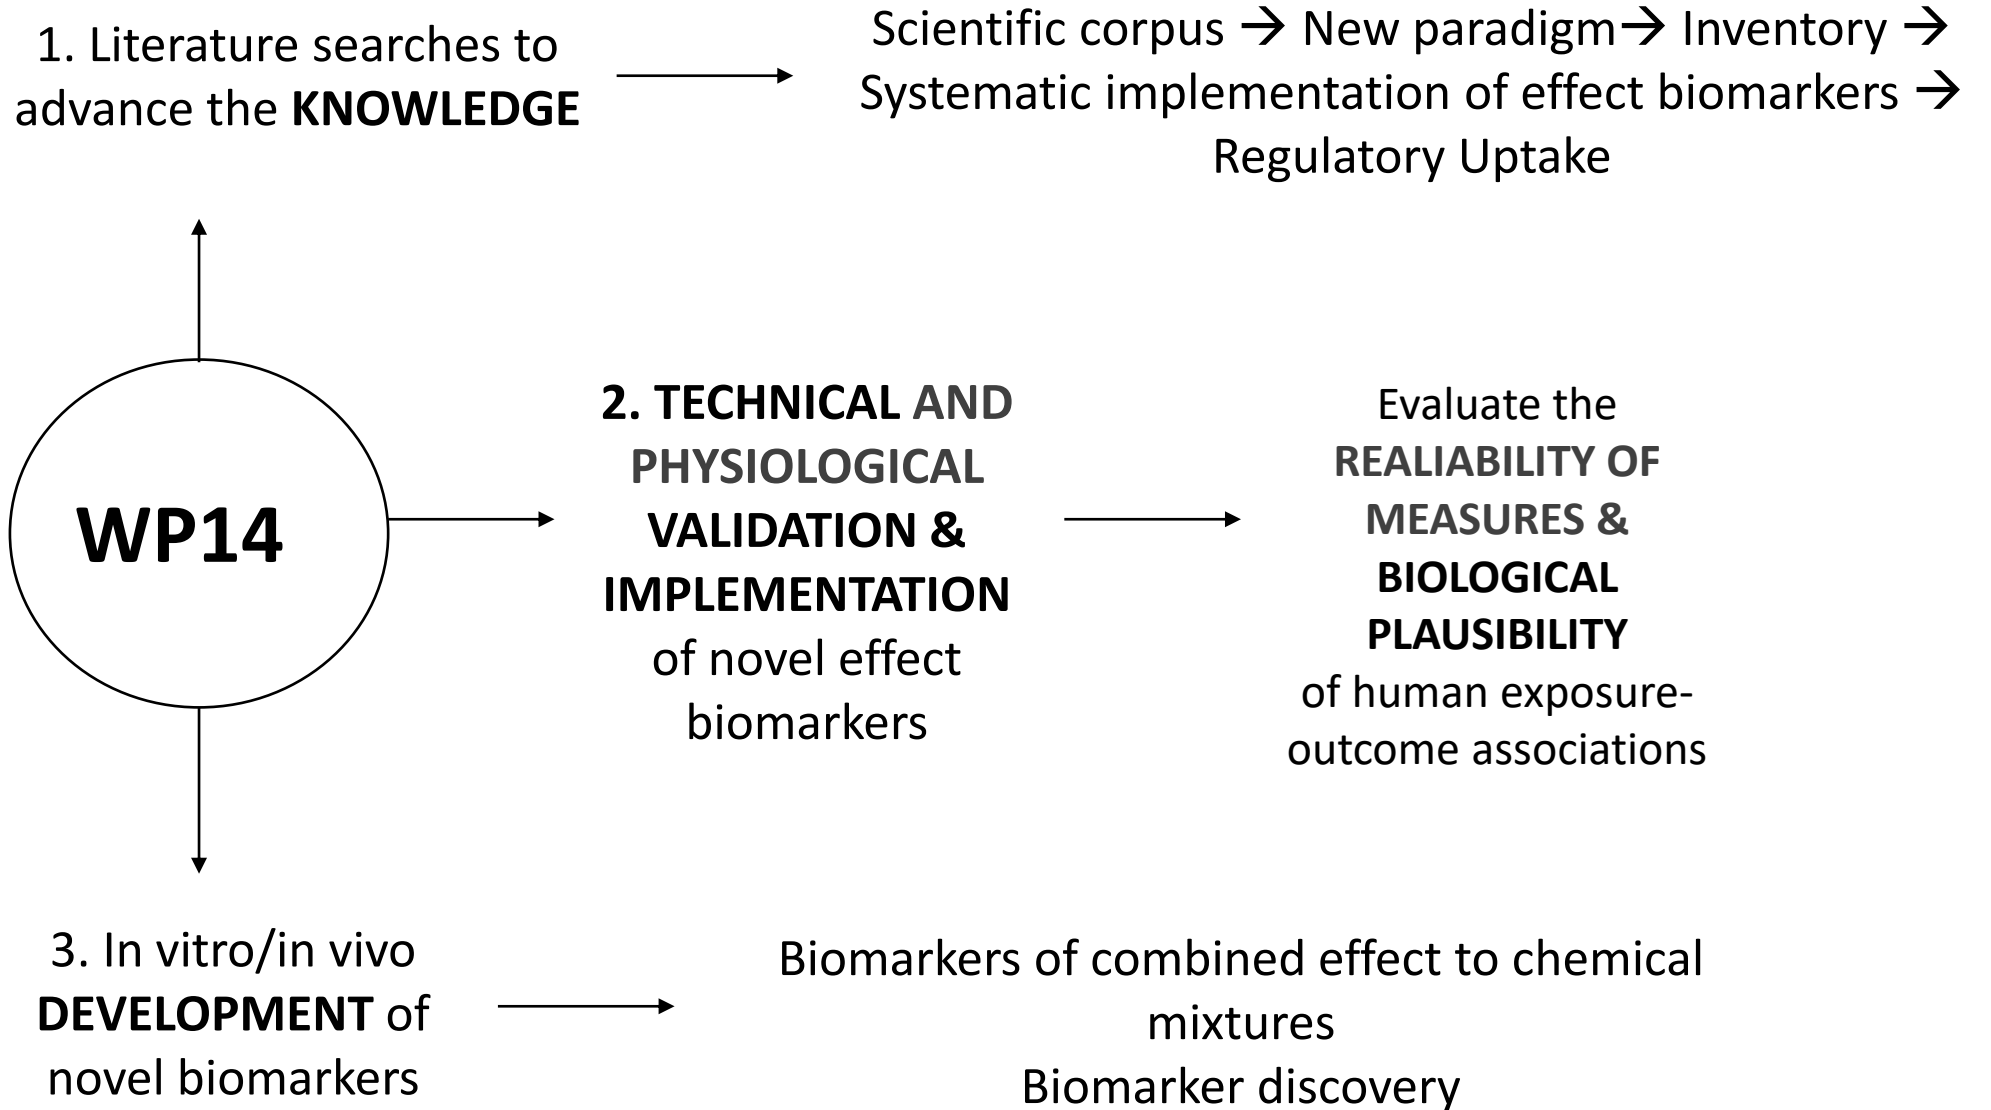 1. Literature searches to
advance the KNOWLEDGE
Scientific corpus → New paradigm→ Inventory →
Systematic implementation of effect biomarkers →
Regulatory Uptake
WP14
2. TECHNICAL AND
PHYSIOLOGICAL
VALIDATION &
IMPLEMENTATION
of novel effect
biomarkers
Evaluate the
REALIABILITY OF
MEASURES &
BIOLOGICAL
PLAUSIBILITY
of human exposure-
outcome associations
3. In vitro/in vivo
DEVELOPMENT of
novel biomarkers
Biomarkers of combined effect to chemical
mixtures
Biomarker discovery